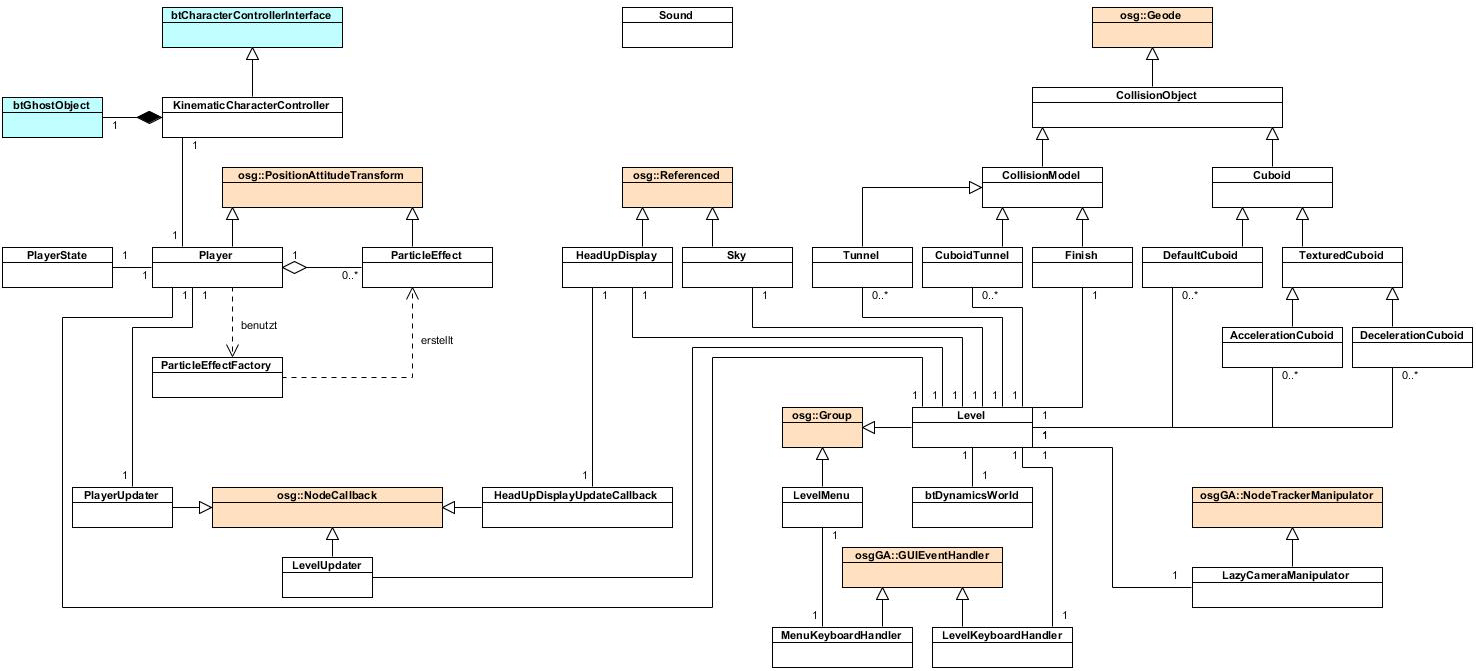 btCharacterControllerInterface
Sound
osg::Geode
btGhostObject
1
KinematicCharacterController
1
CollisionObject
osg::PositionAttitudeTransform
osg::Referenced
CollisionModel
Cuboid
1
PlayerState
1
1
Player
1
0..*
ParticleEffect
HeadUpDisplay
Sky
Tunnel
CuboidTunnel
Finish
DefaultCuboid
TexturedCuboid
1
1
1
1
1
0..*
0..*
1
0..*
benutzt
erstellt
AccelerationCuboid
DecelerationCuboid
ParticleEffectFactory
0..*
0..*
1
1
1
1
1
1
osg::Group
Level
1
1
1
1
1
1
1
1
PlayerUpdater
osg::NodeCallback
HeadUpDisplayUpdateCallback
LevelMenu
btDynamicsWorld
osgGA::NodeTrackerManipulator
1
osgGA::GUIEventHandler
LevelUpdater
1
LazyCameraManipulator
1
1
MenuKeyboardHandler
LevelKeyboardHandler